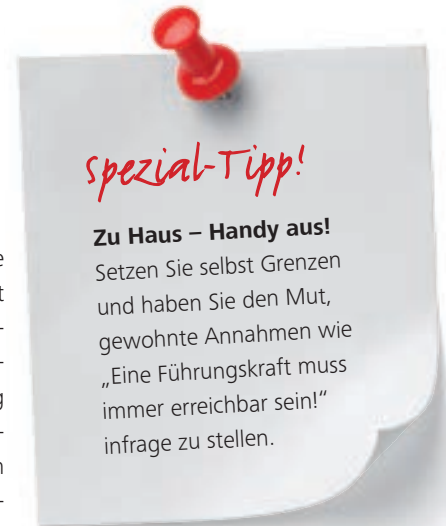 Spezial-Tipp!
Zu Haus – Handy aus!
Setzen Sie selbst Grenzen
und haben Sie den Mut,
gewohnte Annahmen wie
„Eine Führungskraft muss
immer erreichbar sein!“
infrage zu stellen.